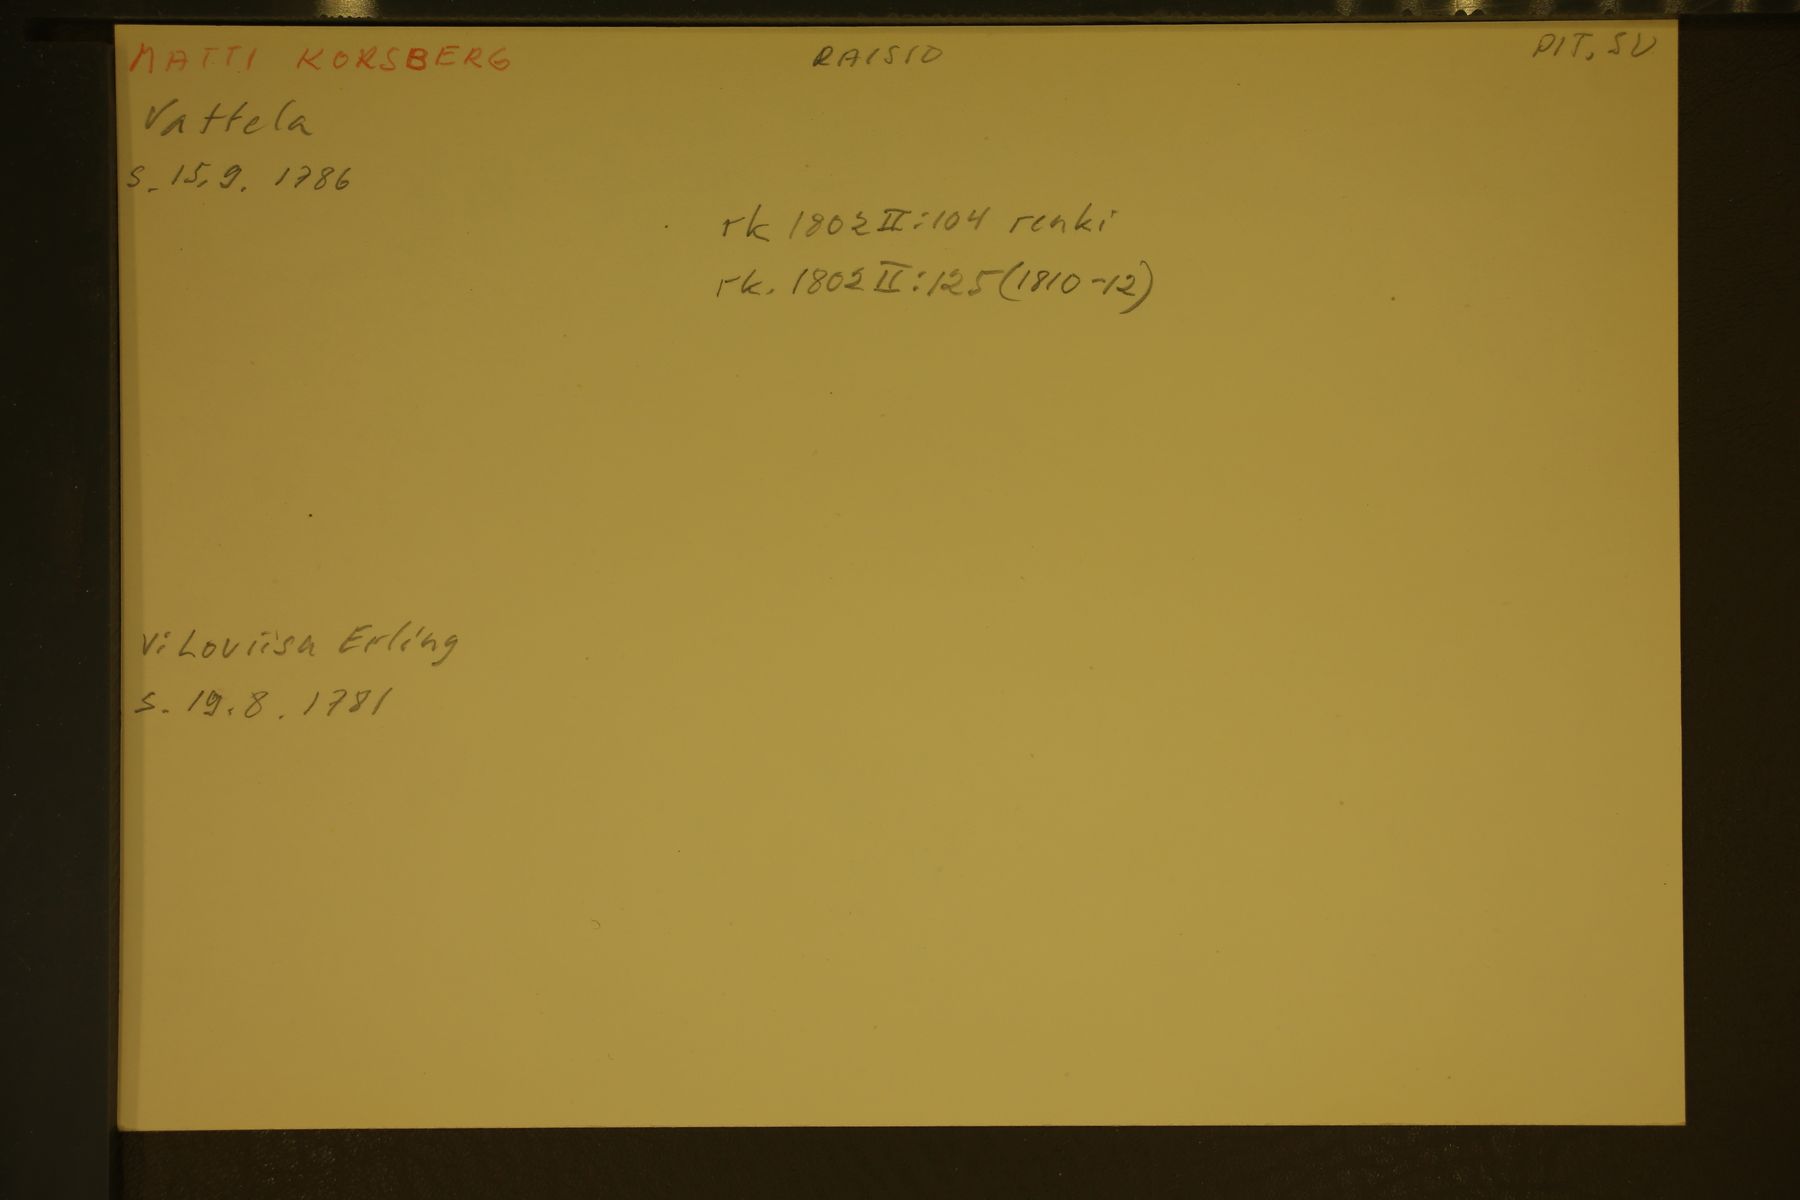 MATTI KORSBERG RAISIO PIT, SU
Vattela
s. 15.9. 1786
rk 1802 II:104 renki
rk. 1802 II:125 (1810-12)
vi Loviisa Erling
s. 19.8. 1781